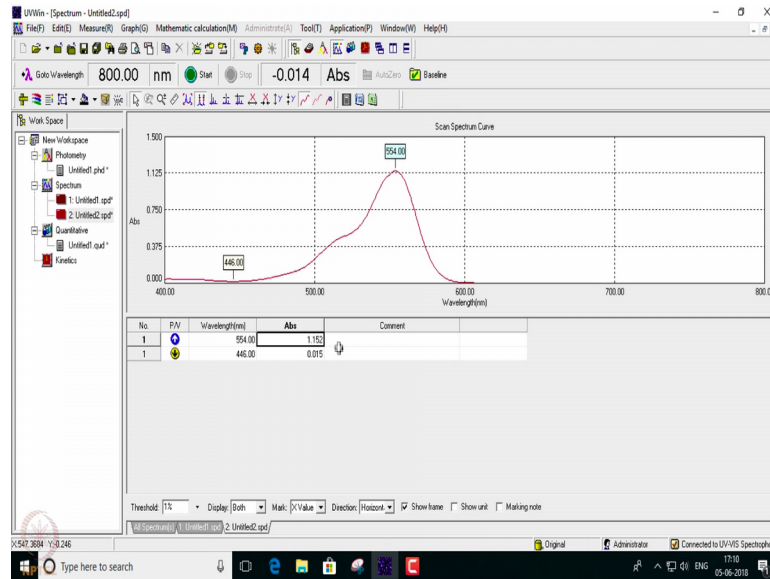 UVWin - [Spectrum - Untitled2.spd]
File(F) Edit(E) Measure(R) Graph(G) Mathematic calculation(M) Administrate(A) Tool(T) Application(P) Window(W) Help(H)
Goto Wavelength 800.00 nm Start Stop -0.014 Abs AutoZero Baseline
Work Space
New Workspace
Photometry
Untitled1.phd *
Spectrum
1: Untitled1.spd*
2: Untitled2.spd*
Quantitative
Untitled1.qud *
Kinetics
Scan Spectrum Curve
1.500
554.00
1.125
0.750
Abs
0.375
446.00
0.000
400.00 500.00 600.00 700.00 800.0
Wavelength(nm)
No. P/V Wavelength(nm) Abs Comment
1 554.00 1.152
1 446.00 0.015
Threshold: 1% Display: Both Mark: X Value Direction: Horizont. Show frame Show unit Marking note
All Spectrum(s) 1: Untitled1.spd 2: Untitled2.spd
X:547.3684 Y:-0.246 Original Administrator Connected to UV-VIS Spectropho
Type here to search ENG 17:10
05-06-2018